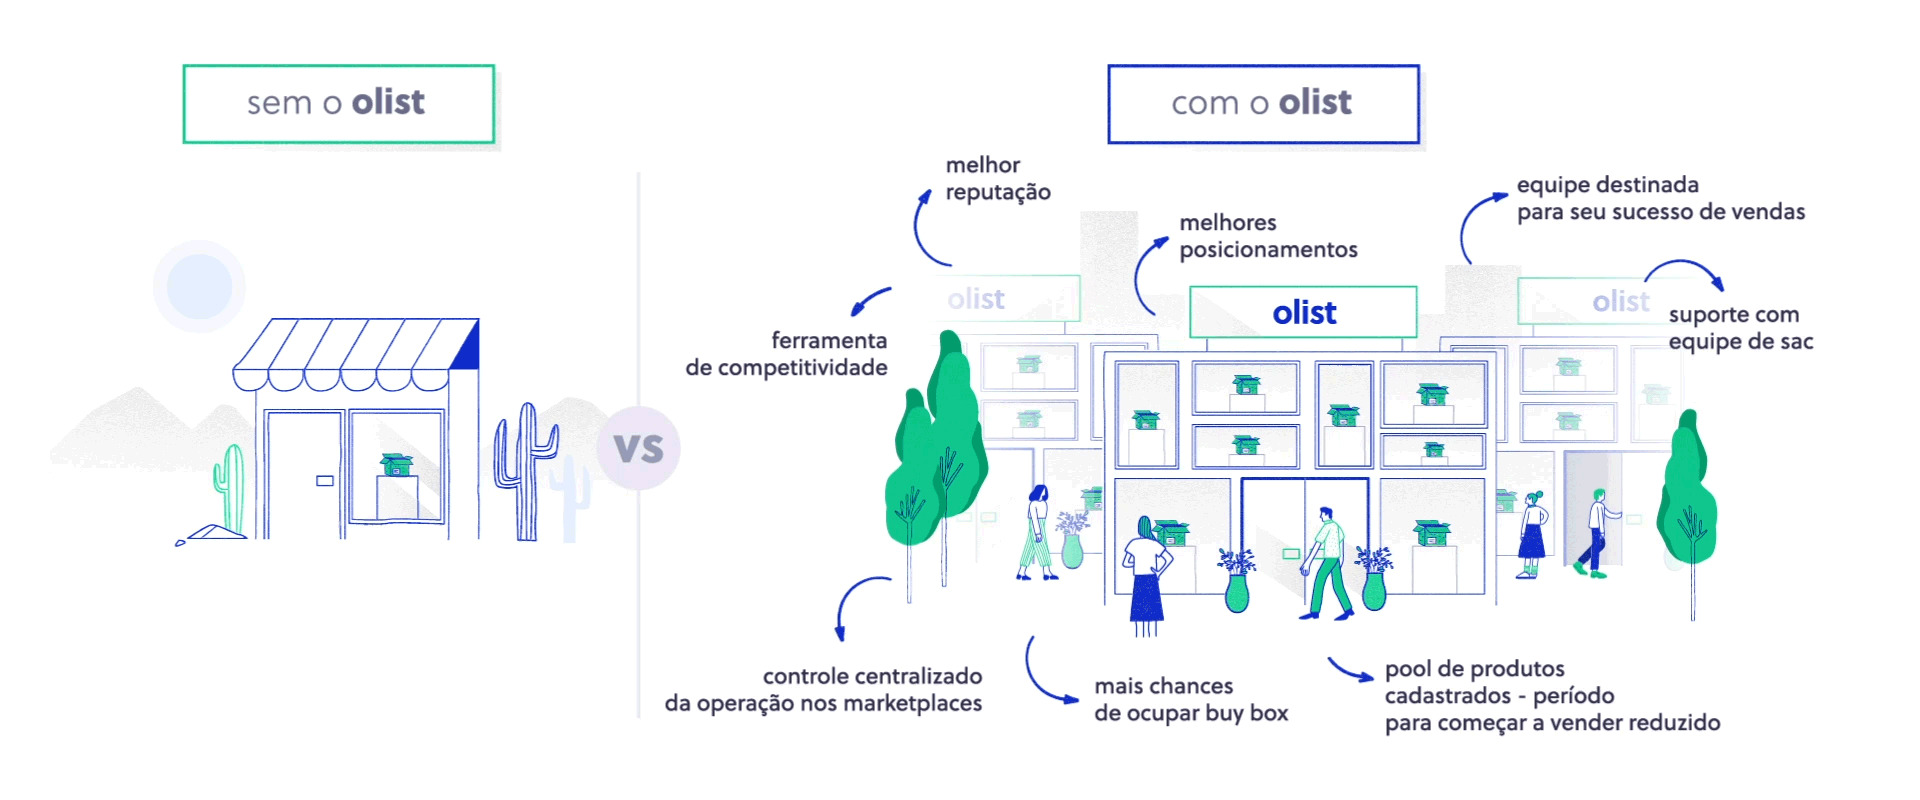 sem o olist
VS
com o olist
melhor
reputação
melhores
posicionamentos
equipe destinada
para seu sucesso de vendas
ferramenta
de competitividade
olist
olist
olist
suporte com
equipe de sac
controle centralizado
da operação nos marketplaces
mais chances
de ocupar buy box
pool de produtos
cadastrados - período
para começar a vender reduzido